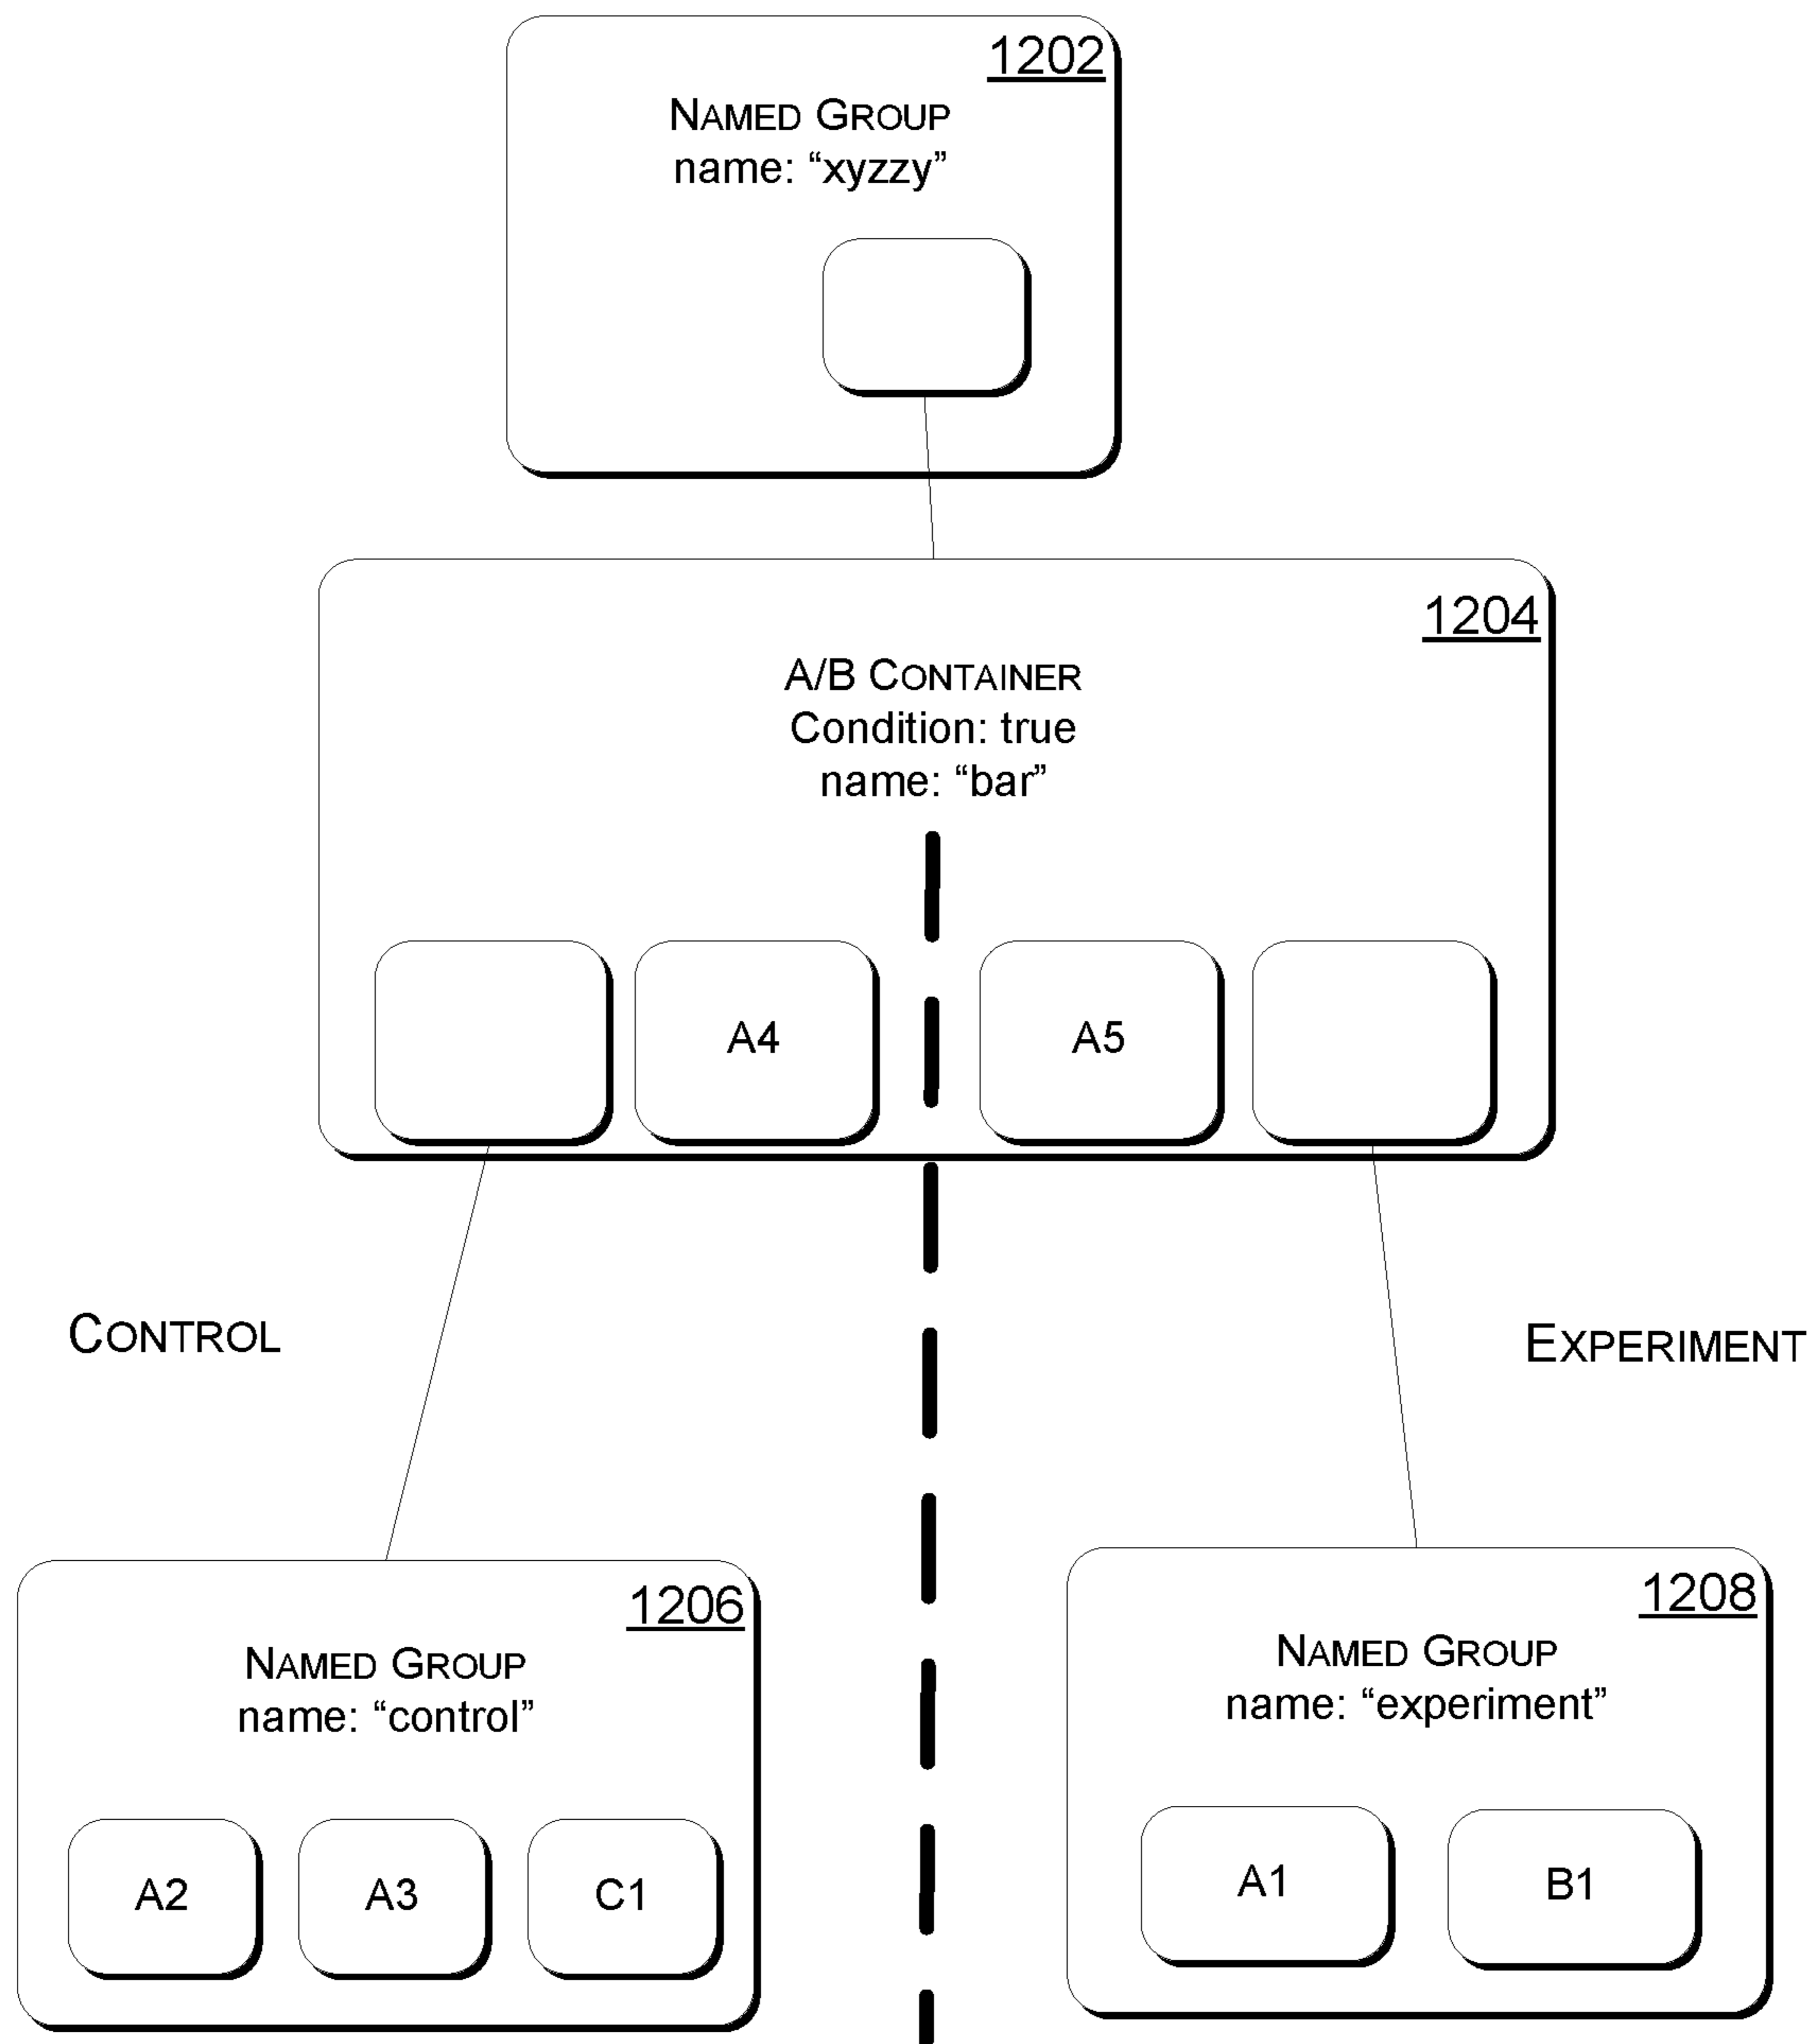 1202
NAMED GROUP
name: “xyzzy”
1204
A/B CONTAINER
Condition: true
name: “bar”
A4
A5
CONTROL
EXPERIMENT
1206
NAMED GROUP
name: “control”
A2
A3
C1
1208
NAMED GROUP
name: “experiment”
A1
B1